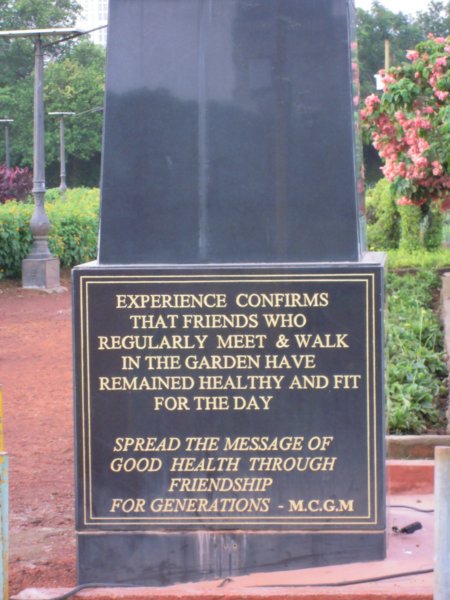 EXPERIENCE CONFIRMS
THAT FRIENDS WHO
REGULARLY MEET & WALK
IN THE GARDEN HAVE
REMAINED HEALTHY AND FIT
FOR THE DAY
SPREAD THE MESSAGE OF
GOOD HEALTH THROUGH
FRIENDSHIP
FOR GENERATIONS - M.C.G.M